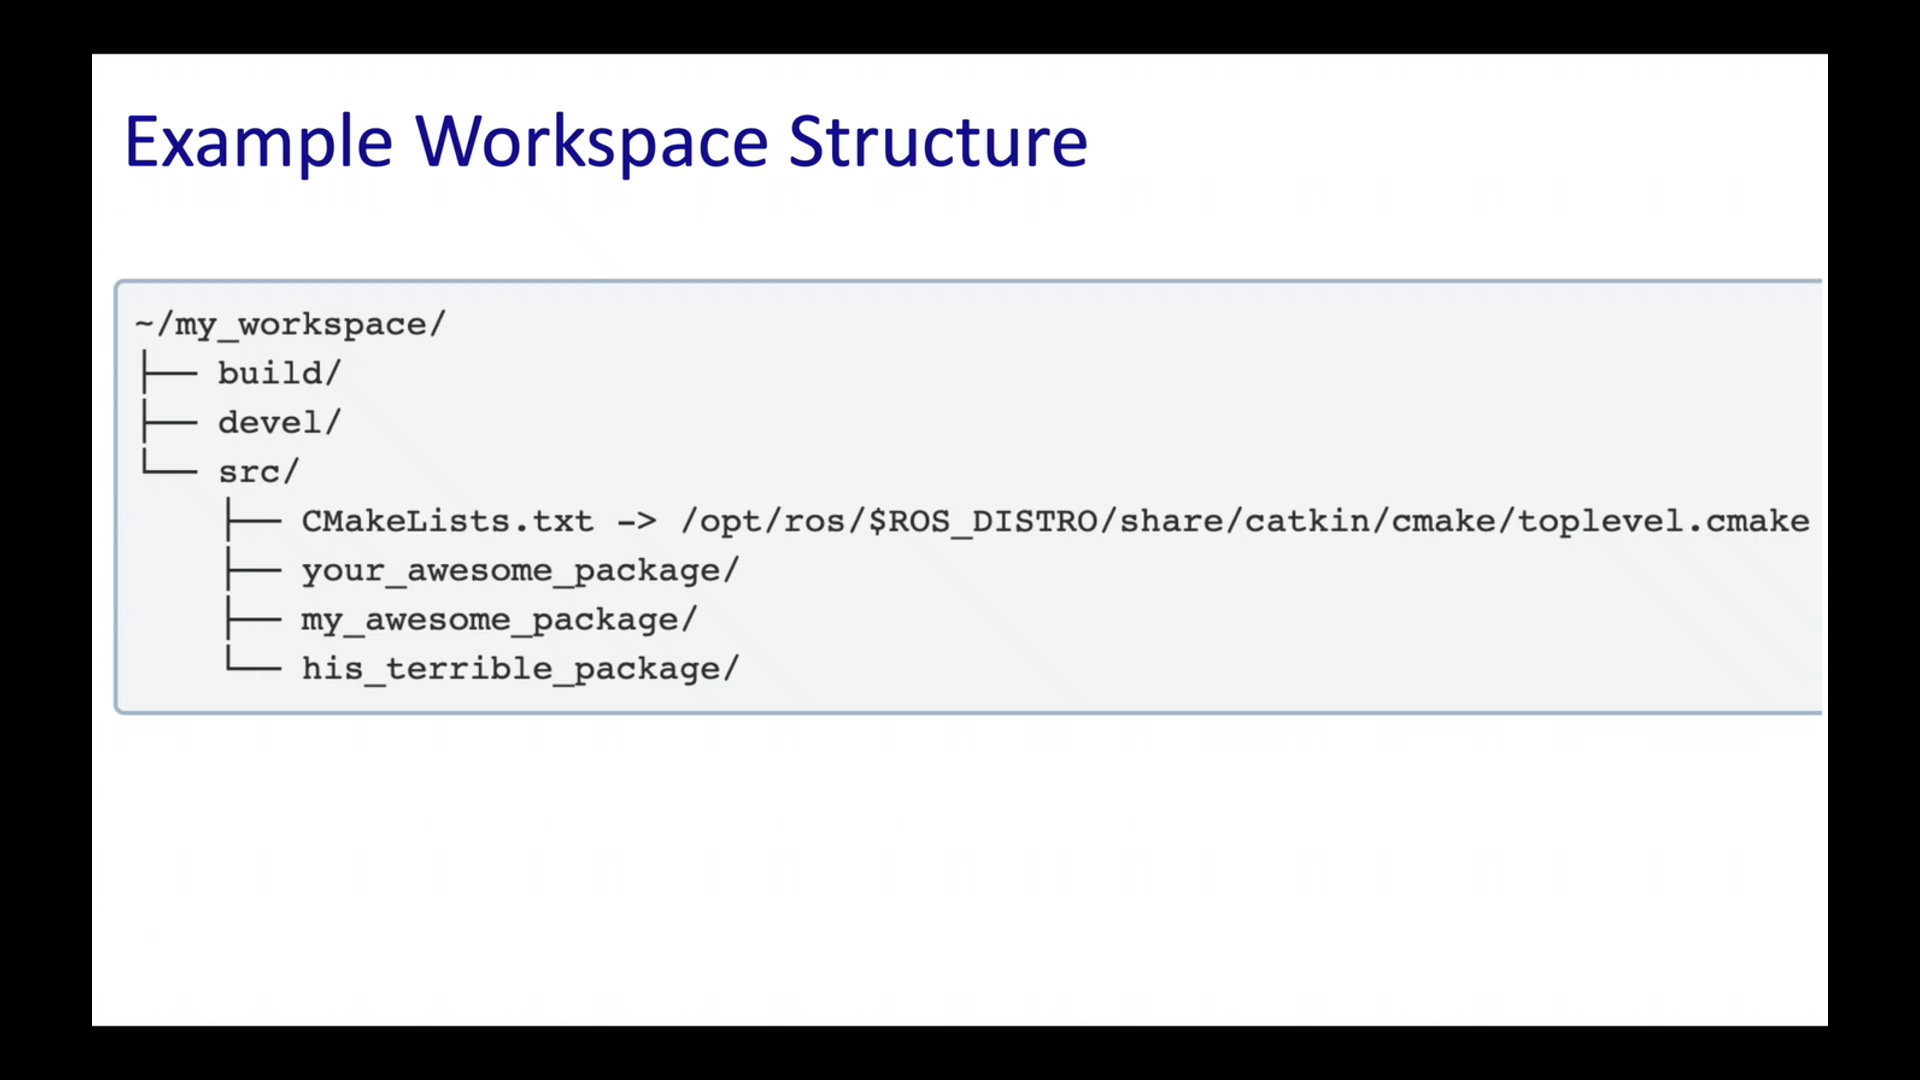 Example Workspace Structure
~/my_workspace/
├── build/
├── devel/
└── src/
    ├── CMakeLists.txt -> /opt/ros/$ROS_DISTRO/share/catkin/cmake/toplevel.cmake
    ├── your_awesome_package/
    ├── my_awesome_package/
    └── his_terrible_package/